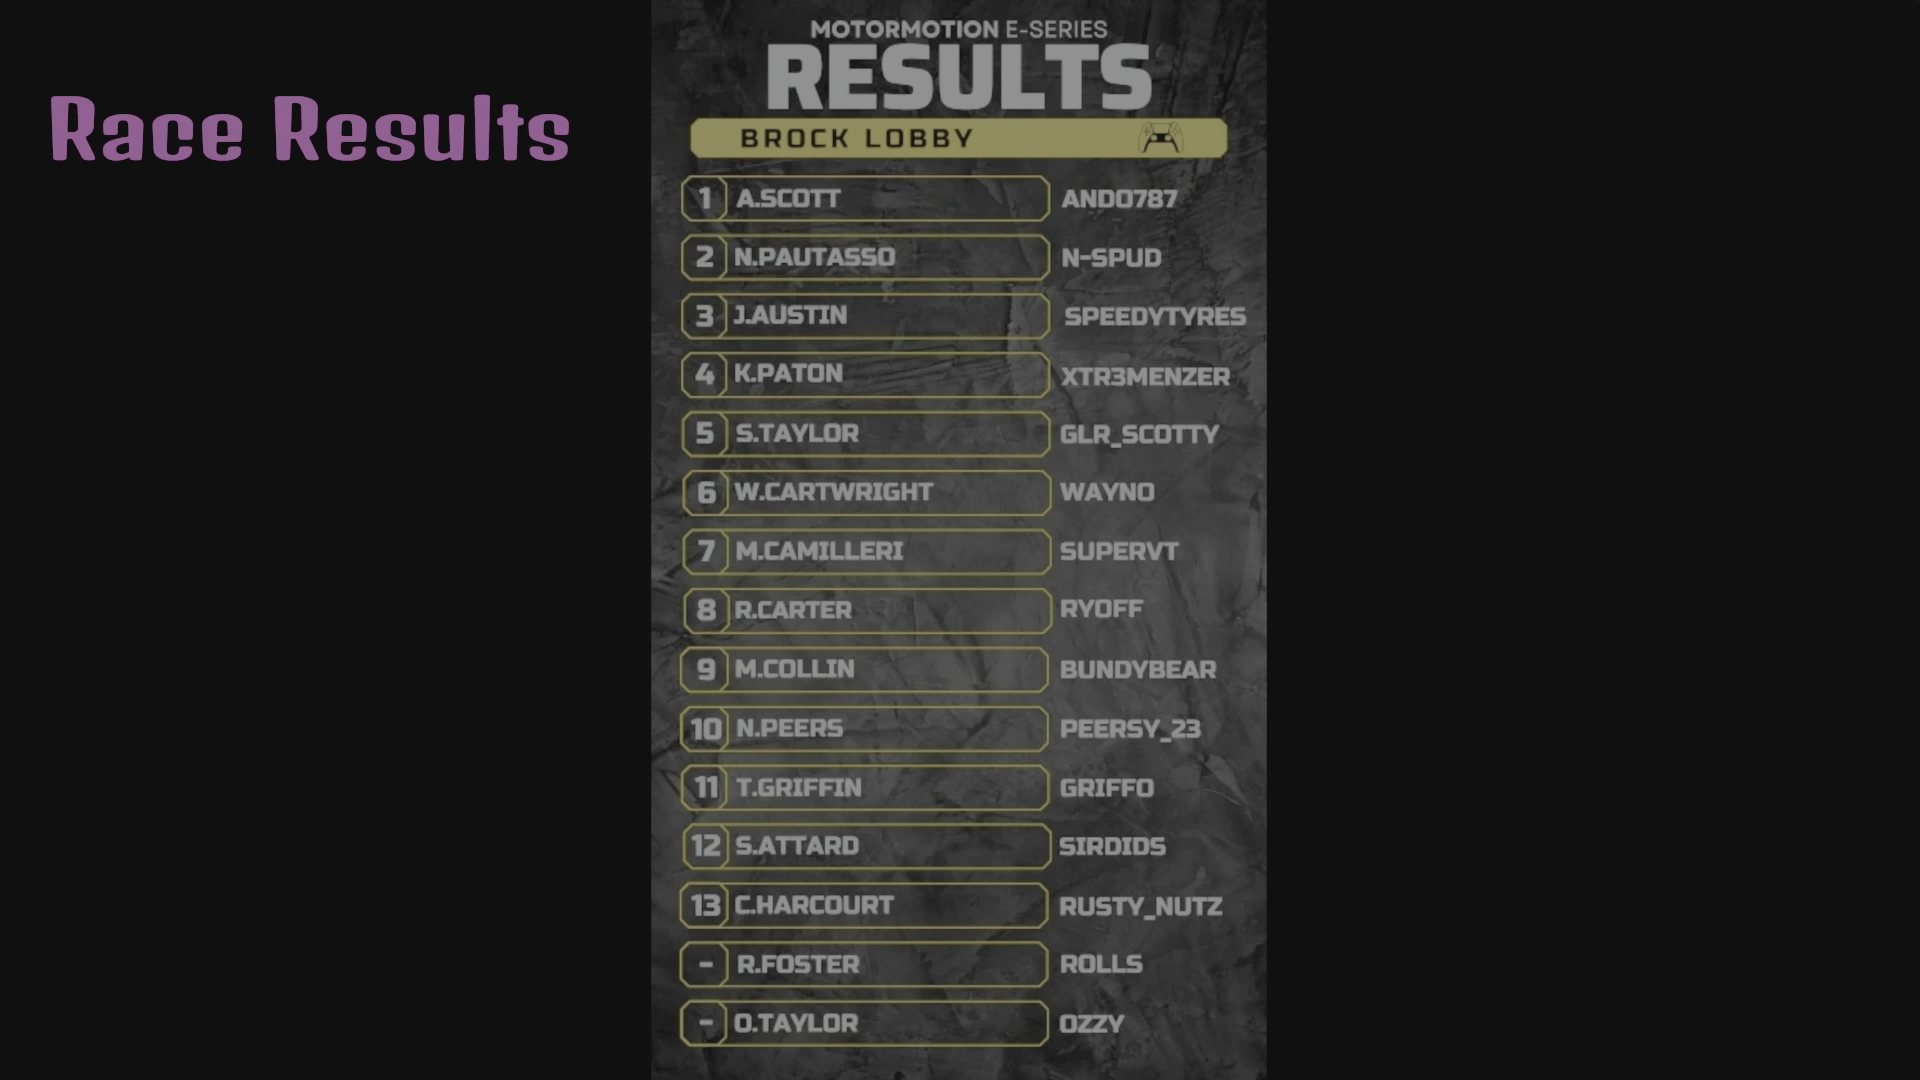 Race Results
MOTORMOTION E-SERIES
RESULTS
BROCK LOBBY
1 A.SCOTT ANDO787
2 N.PAUTASSO N-SPUD
3 J.AUSTIN SPEEDYTYRES
4 K.PATON XTR3MENZER
5 S.TAYLOR GLR_SCOTTY
6 W.CARTWRIGHT WAYNO
7 M.CAMILLERI SUPERVT
8 R.CARTER RYOFF
9 M.COLLIN BUNDYBEAR
10 N.PEERS PEERSY_23
11 T.GRIFFIN GRIFFO
12 S.ATTARD SIRDIDS
13 C.HARCOURT RUSTY_NUTZ
- R.FOSTER ROLLS
- O.TAYLOR OZZY